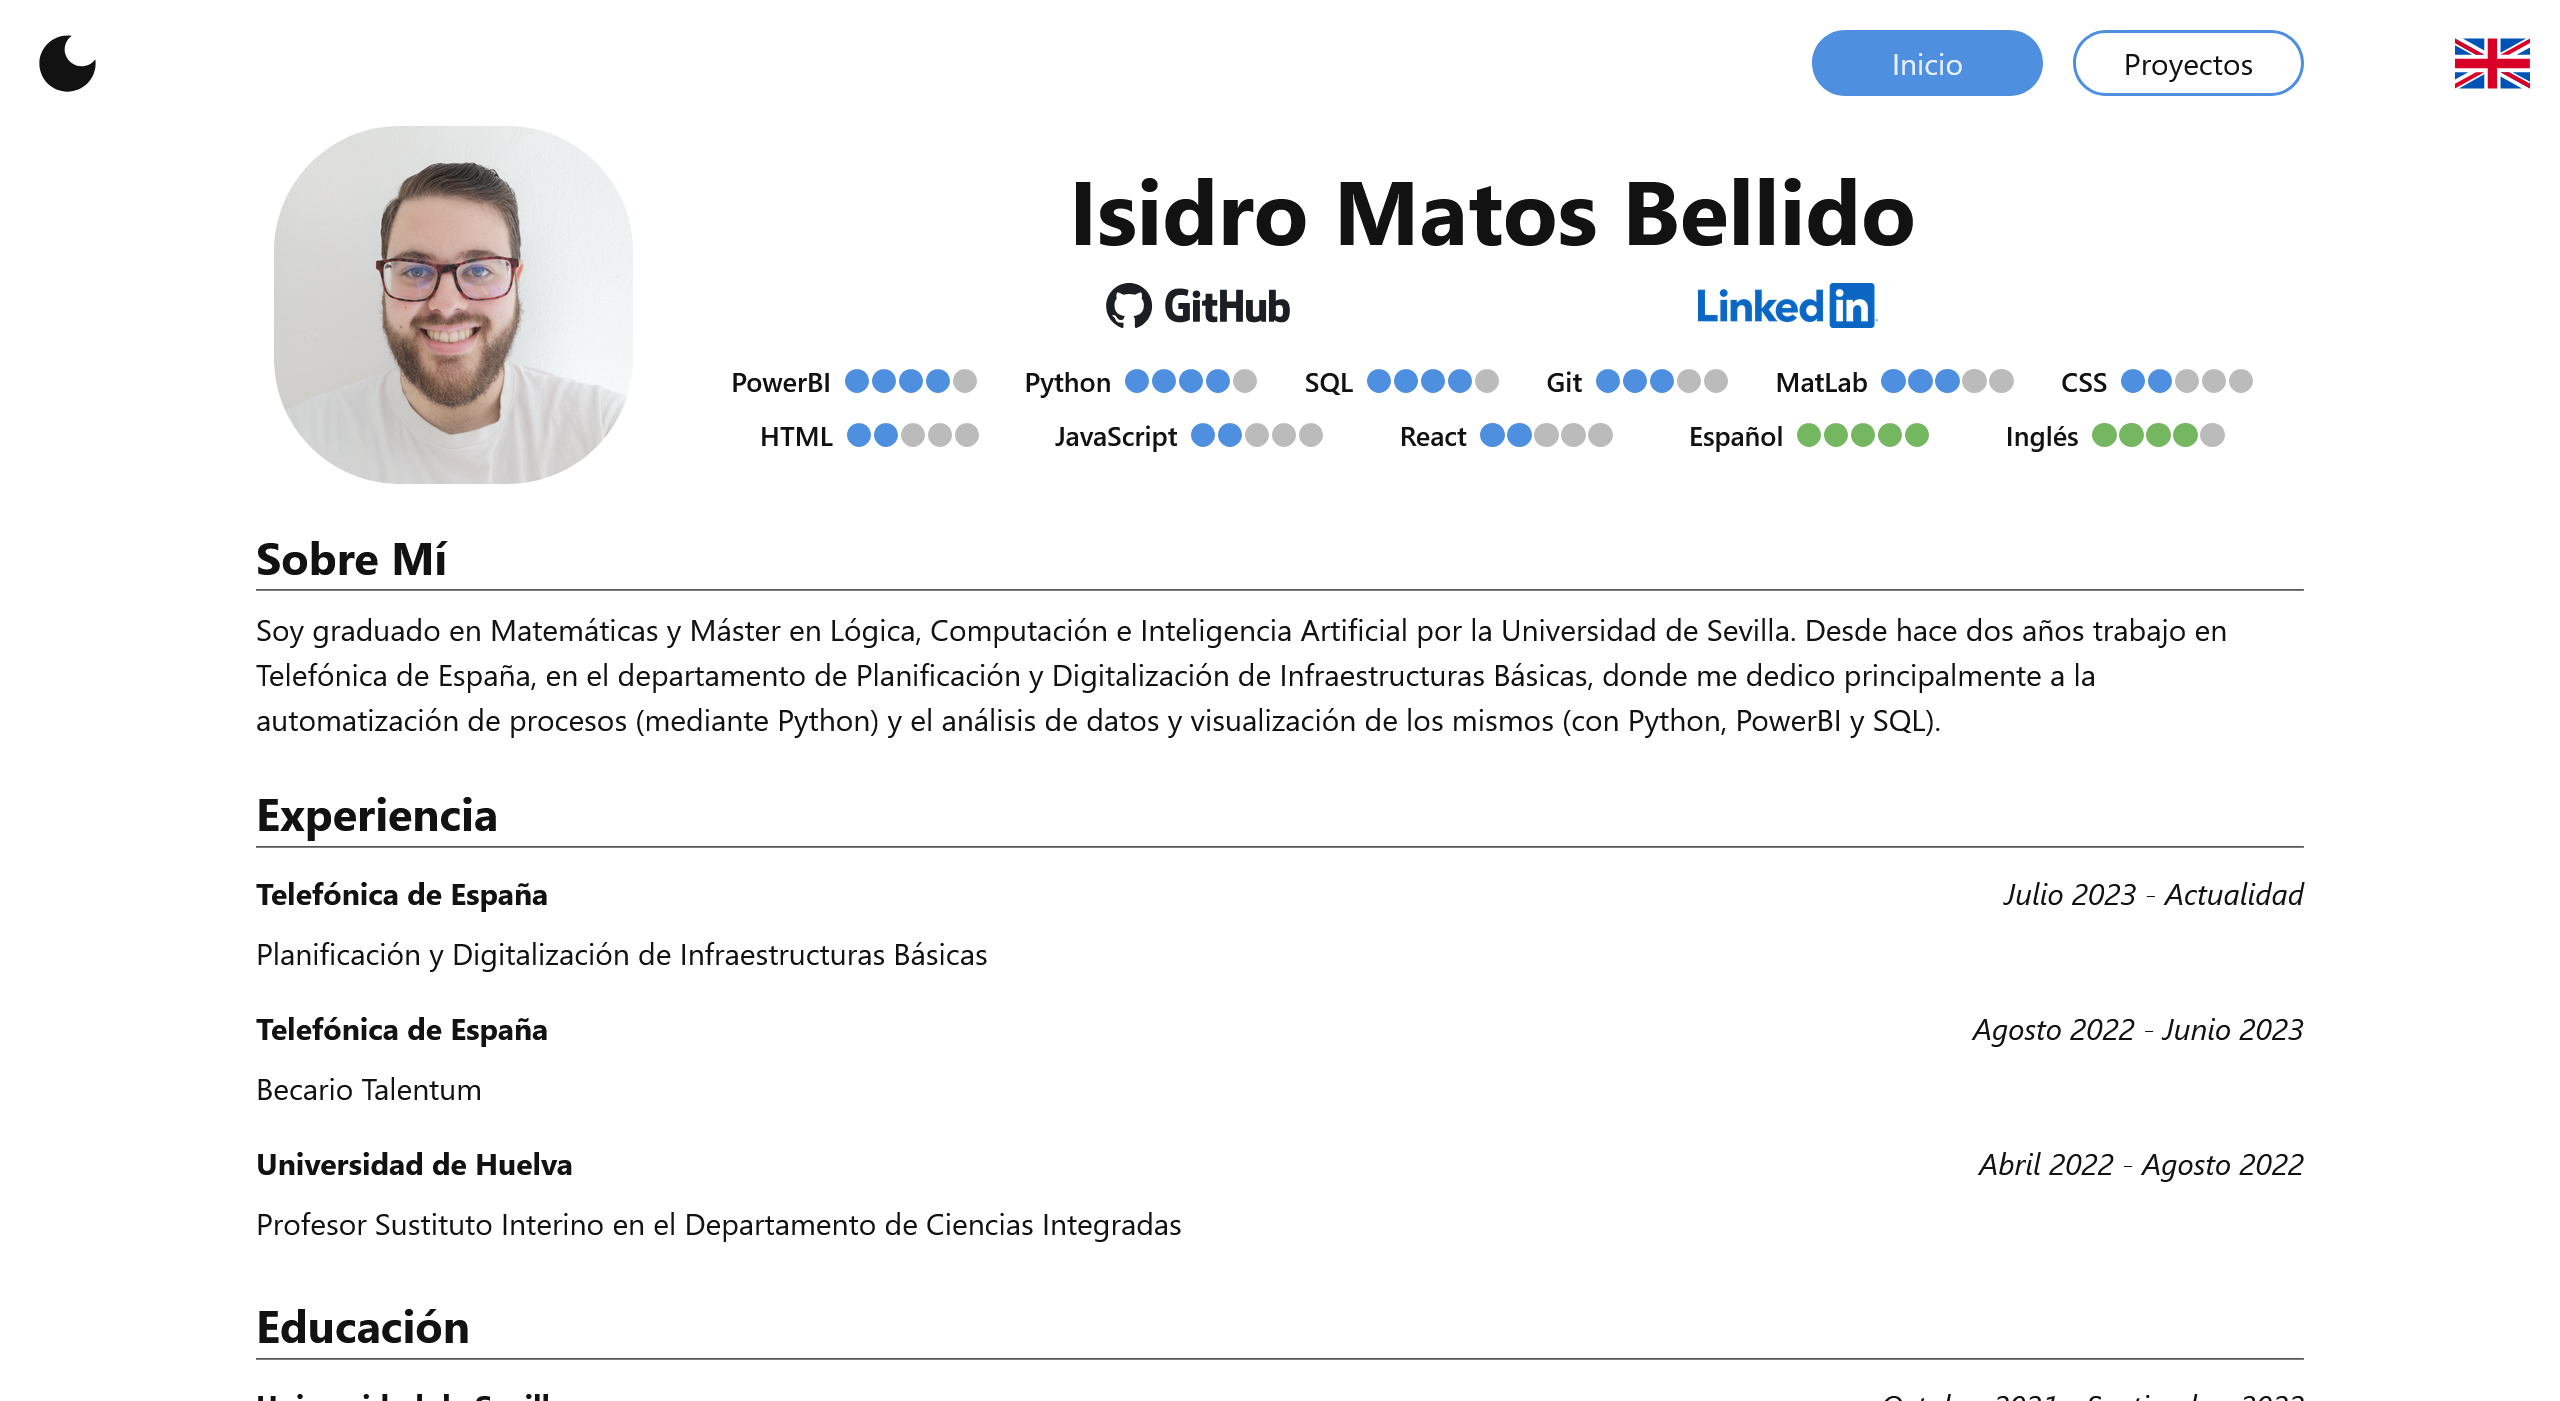 Inicio Proyectos
Isidro Matos Bellido
GitHub LinkedIn
PowerBI Python SQL Git MatLab CSS
HTML JavaScript React Español Inglés
Sobre Mí
Soy graduado en Matemáticas y Máster en Lógica, Computación e Inteligencia Artificial por la Universidad de Sevilla. Desde hace dos años trabajo en
Telefónica de España, en el departamento de Planificación y Digitalización de Infraestructuras Básicas, donde me dedico principalmente a la
automatización de procesos (mediante Python) y el análisis de datos y visualización de los mismos (con Python, PowerBI y SQL).
Experiencia
Telefónica de España Julio 2023 - Actualidad
Planificación y Digitalización de Infraestructuras Básicas
Telefónica de España Agosto 2022 - Junio 2023
Becario Talentum
Universidad de Huelva Abril 2022 - Agosto 2022
Profesor Sustituto Interino en el Departamento de Ciencias Integradas
Educación